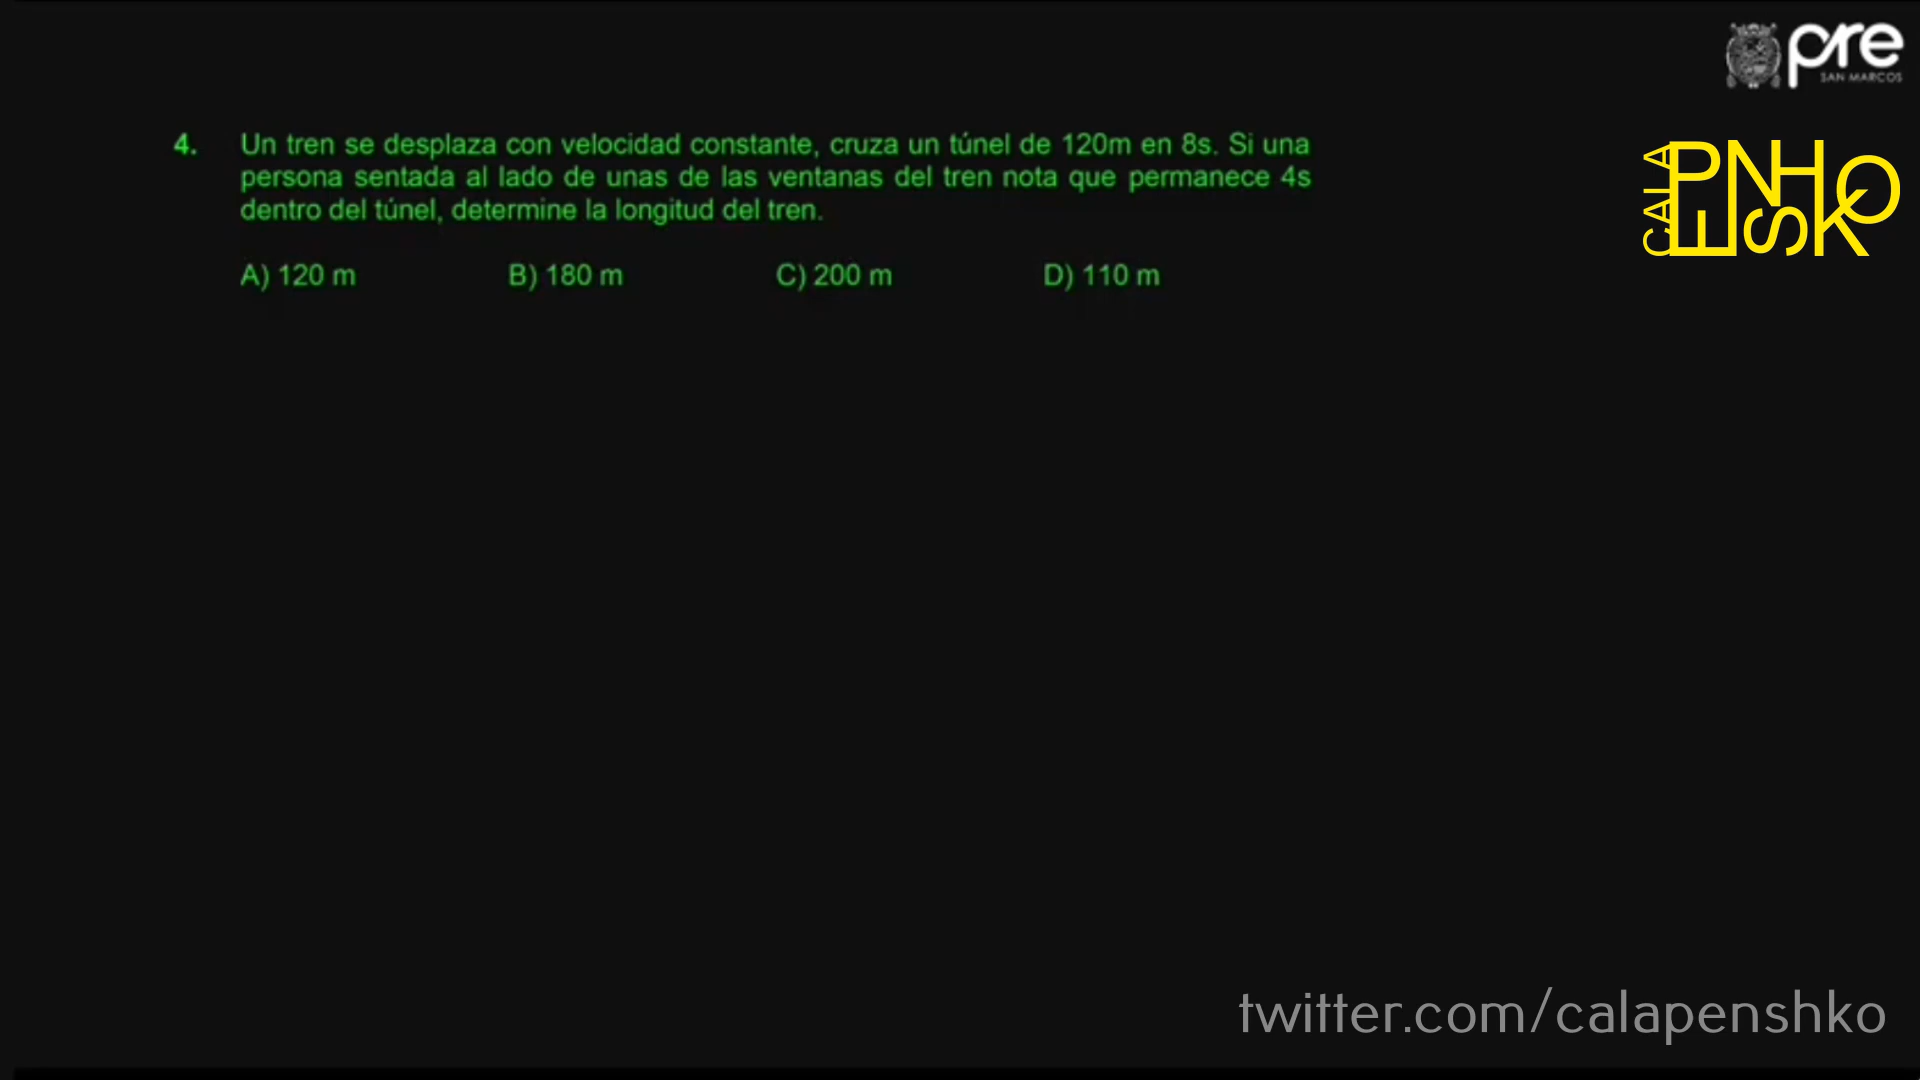 pre
SAN MARCOS
CALA
PENSHKO
4. Un tren se desplaza con velocidad constante, cruza un túnel de 120m en 8s. Si una
persona sentada al lado de unas de las ventanas del tren nota que permanece 4s
dentro del túnel, determine la longitud del tren.
A) 120 m B) 180 m C) 200 m D) 110 m
twitter.com/calapenshko